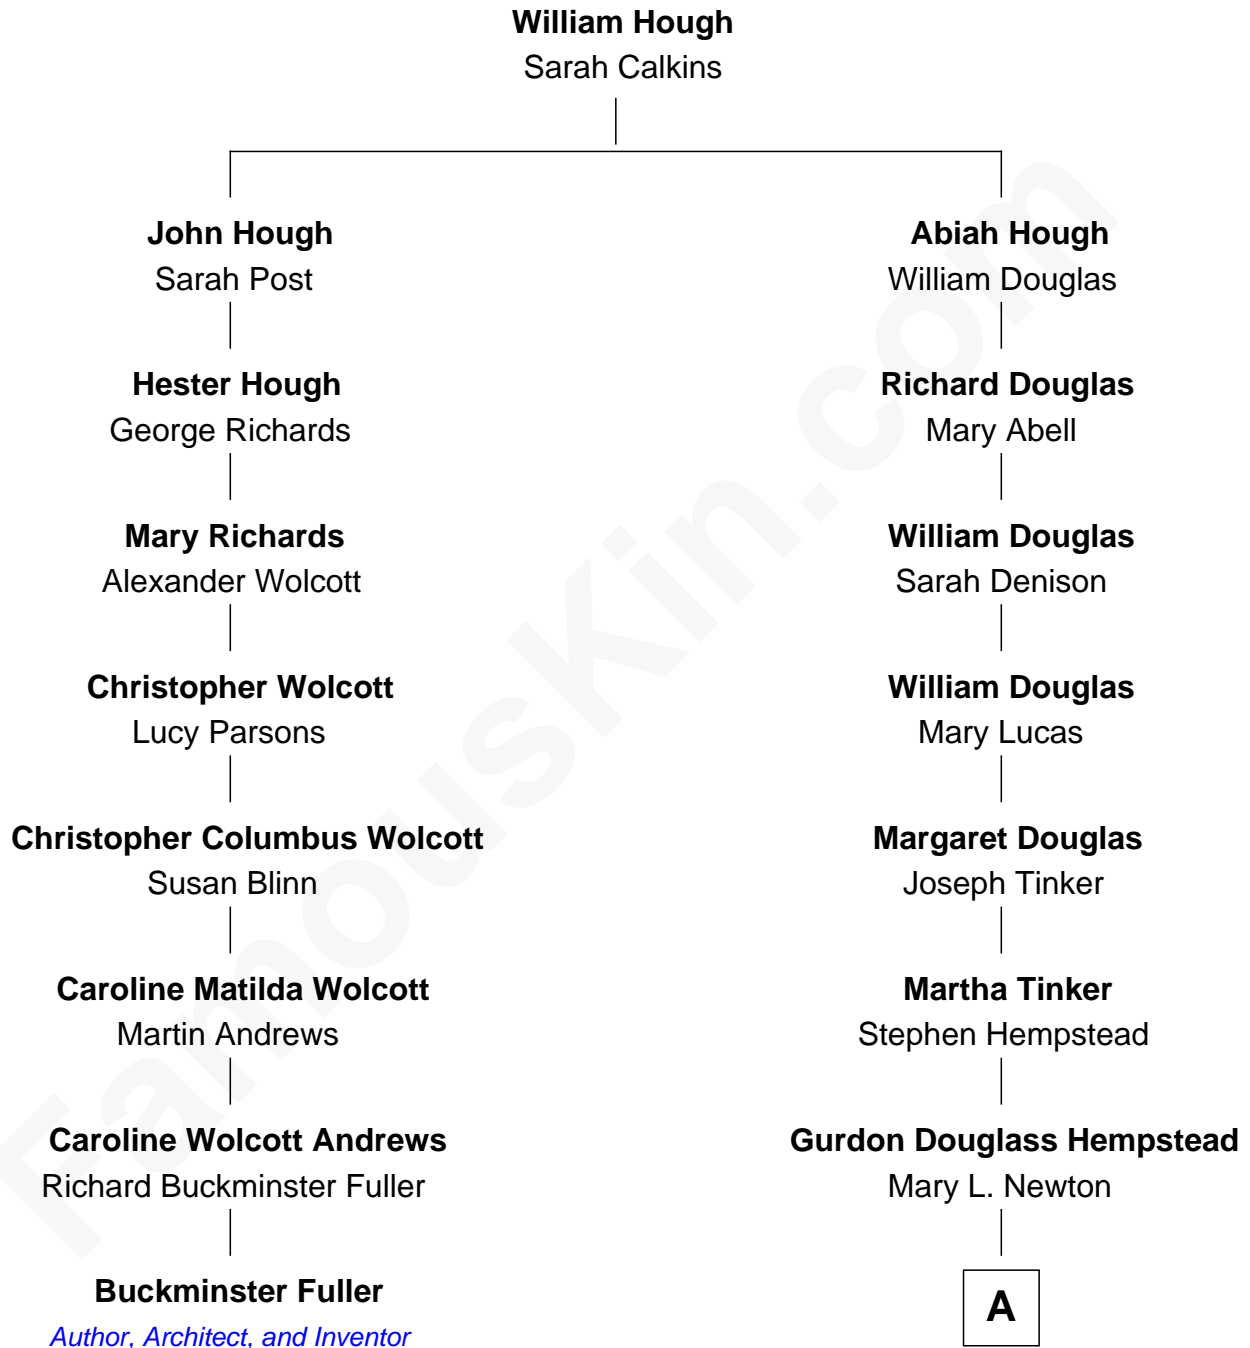 William Hough
Sarah Calkins
John Hough
Sarah Post
Abiah Hough
William Douglas
Hester Hough
George Richards
Richard Douglas
Mary Abell
Mary Richards
Alexander Wolcott
William Douglas
Sarah Denison
Christopher Wolcott
Lucy Parsons
William Douglas
Mary Lucas
Christopher Columbus Wolcott
Susan Blinn
Margaret Douglas
Joseph Tinker
Caroline Matilda Wolcott
Martin Andrews
Martha Tinker
Stephen Hempstead
Caroline Wolcott Andrews
Richard Buckminster Fuller
Gurdon Douglass Hempstead
Mary L. Newton
Buckminster Fuller
Author, Architect, and Inventor
A
FamousKin.com